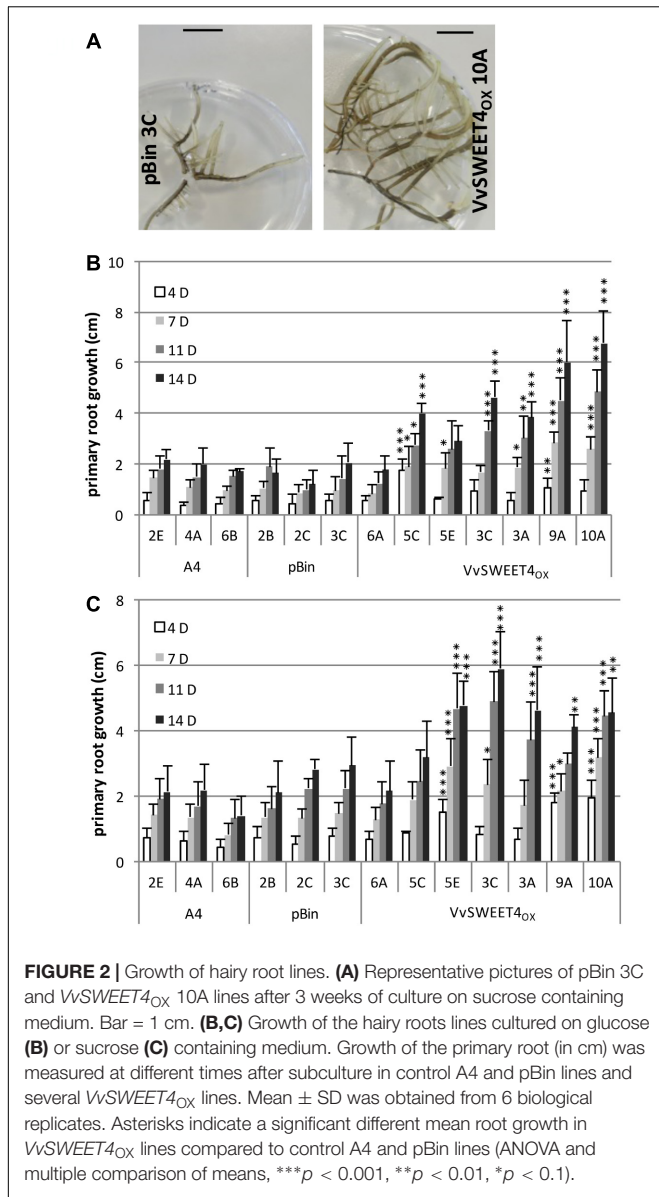 A
pBin 3C
VvSWEET4OX 10A
B
primary root growth (cm)
10
8
6
4
2
0
4 D
7 D
11 D
14 D
*** * * ***
*
*** ***
* ** ***
** *** *** ***
*** *** ***
2E 4A 6B 2B 2C 3C 6A 5C 5E 3C 3A 9A 10A
A4 pBin VvSWEET4OX
C
primary root growth (cm)
8
6
4
2
0
4 D
7 D
11 D
14 D
*** *** *** ***
* *** ***
*** ***
*** * **
*** *** *** **
2E 4A 6B 2B 2C 3C 6A 5C 5E 3C 3A 9A 10A
A4 pBin VvSWEET4OX
FIGURE 2 | Growth of hairy root lines. (A) Representative pictures of pBin 3C
and VvSWEET4OX 10A lines after 3 weeks of culture on sucrose containing
medium. Bar = 1 cm. (B,C) Growth of the hairy roots lines cultured on glucose
(B) or sucrose (C) containing medium. Growth of the primary root (in cm) was
measured at different times after subculture in control A4 and pBin lines and
several VvSWEET4OX lines. Mean ± SD was obtained from 6 biological
replicates. Asterisks indicate a significant different mean root growth in
VvSWEET4OX lines compared to control A4 and pBin lines (ANOVA and
multiple comparison of means, ***p < 0.001, **p < 0.01, *p < 0.1).